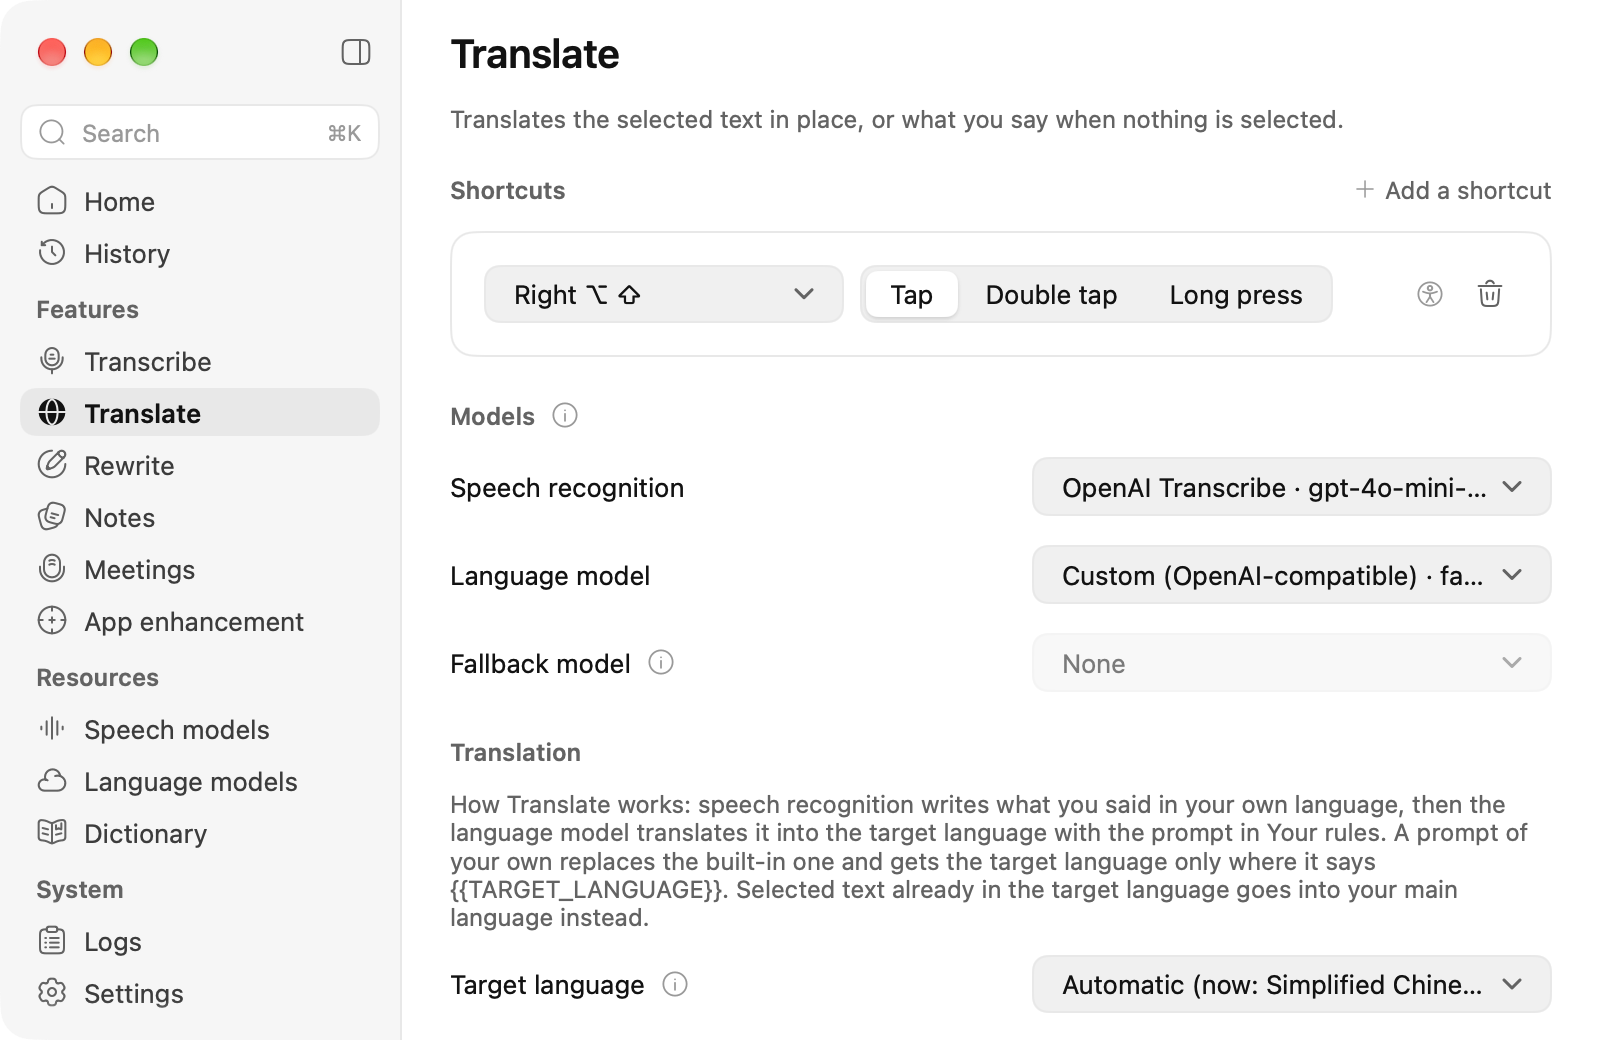 Search ⌘K
Home
History
Features
Transcribe
Translate
Rewrite
Notes
Meetings
App enhancement
Resources
Speech models
Language models
Dictionary
System
Logs
Settings
Translate
Translates the selected text in place, or what you say when nothing is selected.
Shortcuts + Add a shortcut
Right ⌥ ⇧ Tap Double tap Long press
Models
Speech recognition OpenAI Transcribe · gpt-4o-mini-...
Language model Custom (OpenAI-compatible) · fa...
Fallback model None
Translation
How Translate works: speech recognition writes what you said in your own language, then the
language model translates it into the target language with the prompt in Your rules. A prompt of
your own replaces the built-in one and gets the target language only where it says
{{TARGET_LANGUAGE}}. Selected text already in the target language goes into your main
language instead.
Target language Automatic (now: Simplified Chine...